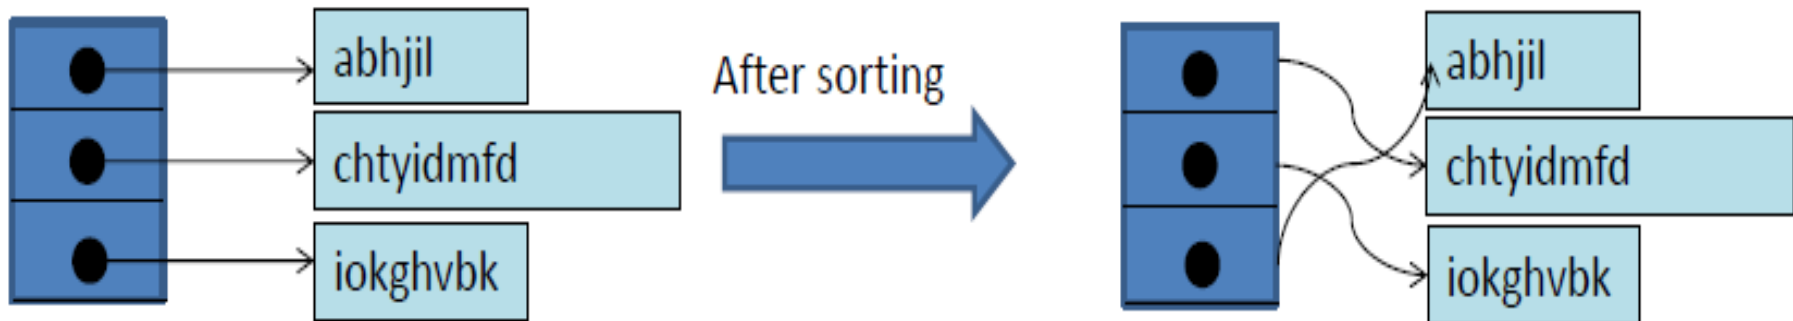 abhjil
chtyidmfd
iokghvbk
After sorting
abhjil
chtyidmfd
iokghvbk